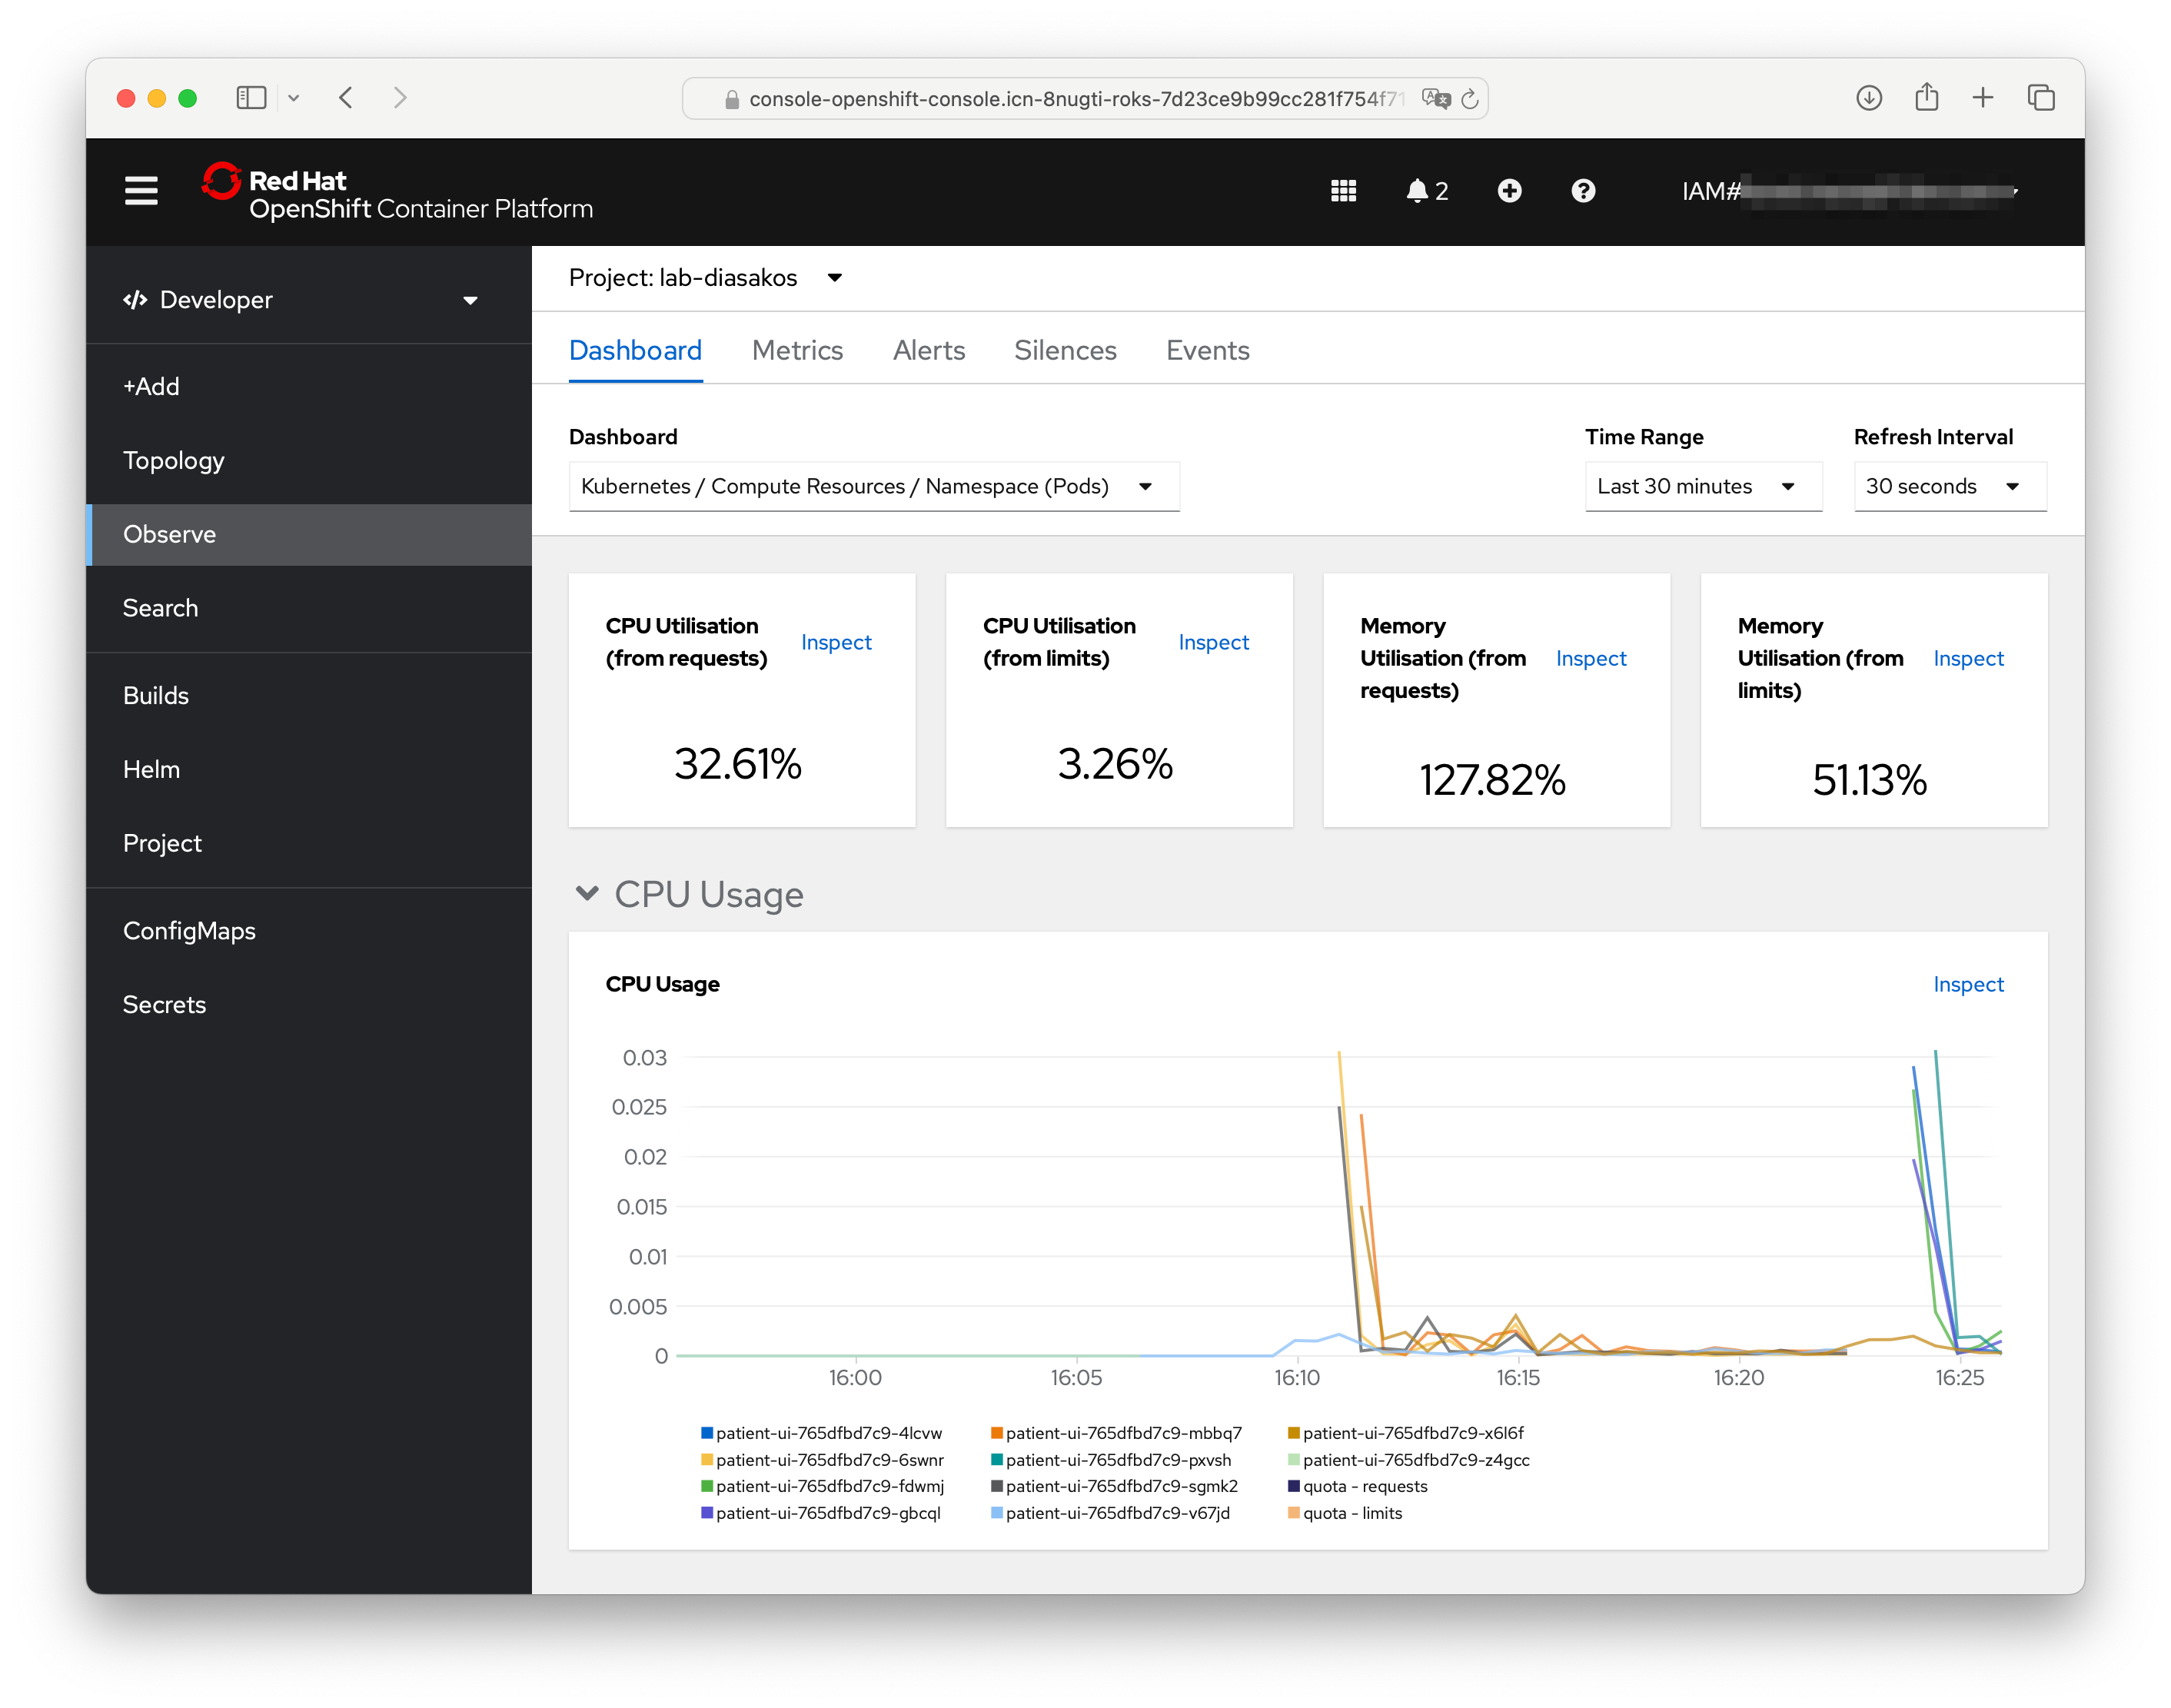 console-openshift-console.icn-8nugti-roks-7d23ce9b99cc281f754f71
Red Hat
OpenShift Container Platform
2
IAM#
Developer
+Add
Topology
Observe
Search
Builds
Helm
Project
ConfigMaps
Secrets
Project: lab-diasakos
Dashboard Metrics Alerts Silences Events
Dashboard
Kubernetes / Compute Resources / Namespace (Pods)
Time Range
Last 30 minutes
Refresh Interval
30 seconds
CPU Utilisation
(from requests)
Inspect
32.61%
CPU Utilisation
(from limits)
Inspect
3.26%
Memory
Utilisation (from
requests)
Inspect
127.82%
Memory
Utilisation (from
limits)
Inspect
51.13%
CPU Usage
CPU Usage
Inspect
0.03
0.025
0.02
0.015
0.01
0.005
0
16:00 16:05 16:10 16:15 16:20 16:25
patient-ui-765dfbd7c9-4lcvw
patient-ui-765dfbd7c9-6swnr
patient-ui-765dfbd7c9-fdwmj
patient-ui-765dfbd7c9-gbcql
patient-ui-765dfbd7c9-mbbq7
patient-ui-765dfbd7c9-pxvsh
patient-ui-765dfbd7c9-sgmk2
patient-ui-765dfbd7c9-v67jd
patient-ui-765dfbd7c9-x6l6f
patient-ui-765dfbd7c9-z4gcc
quota - requests
quota - limits